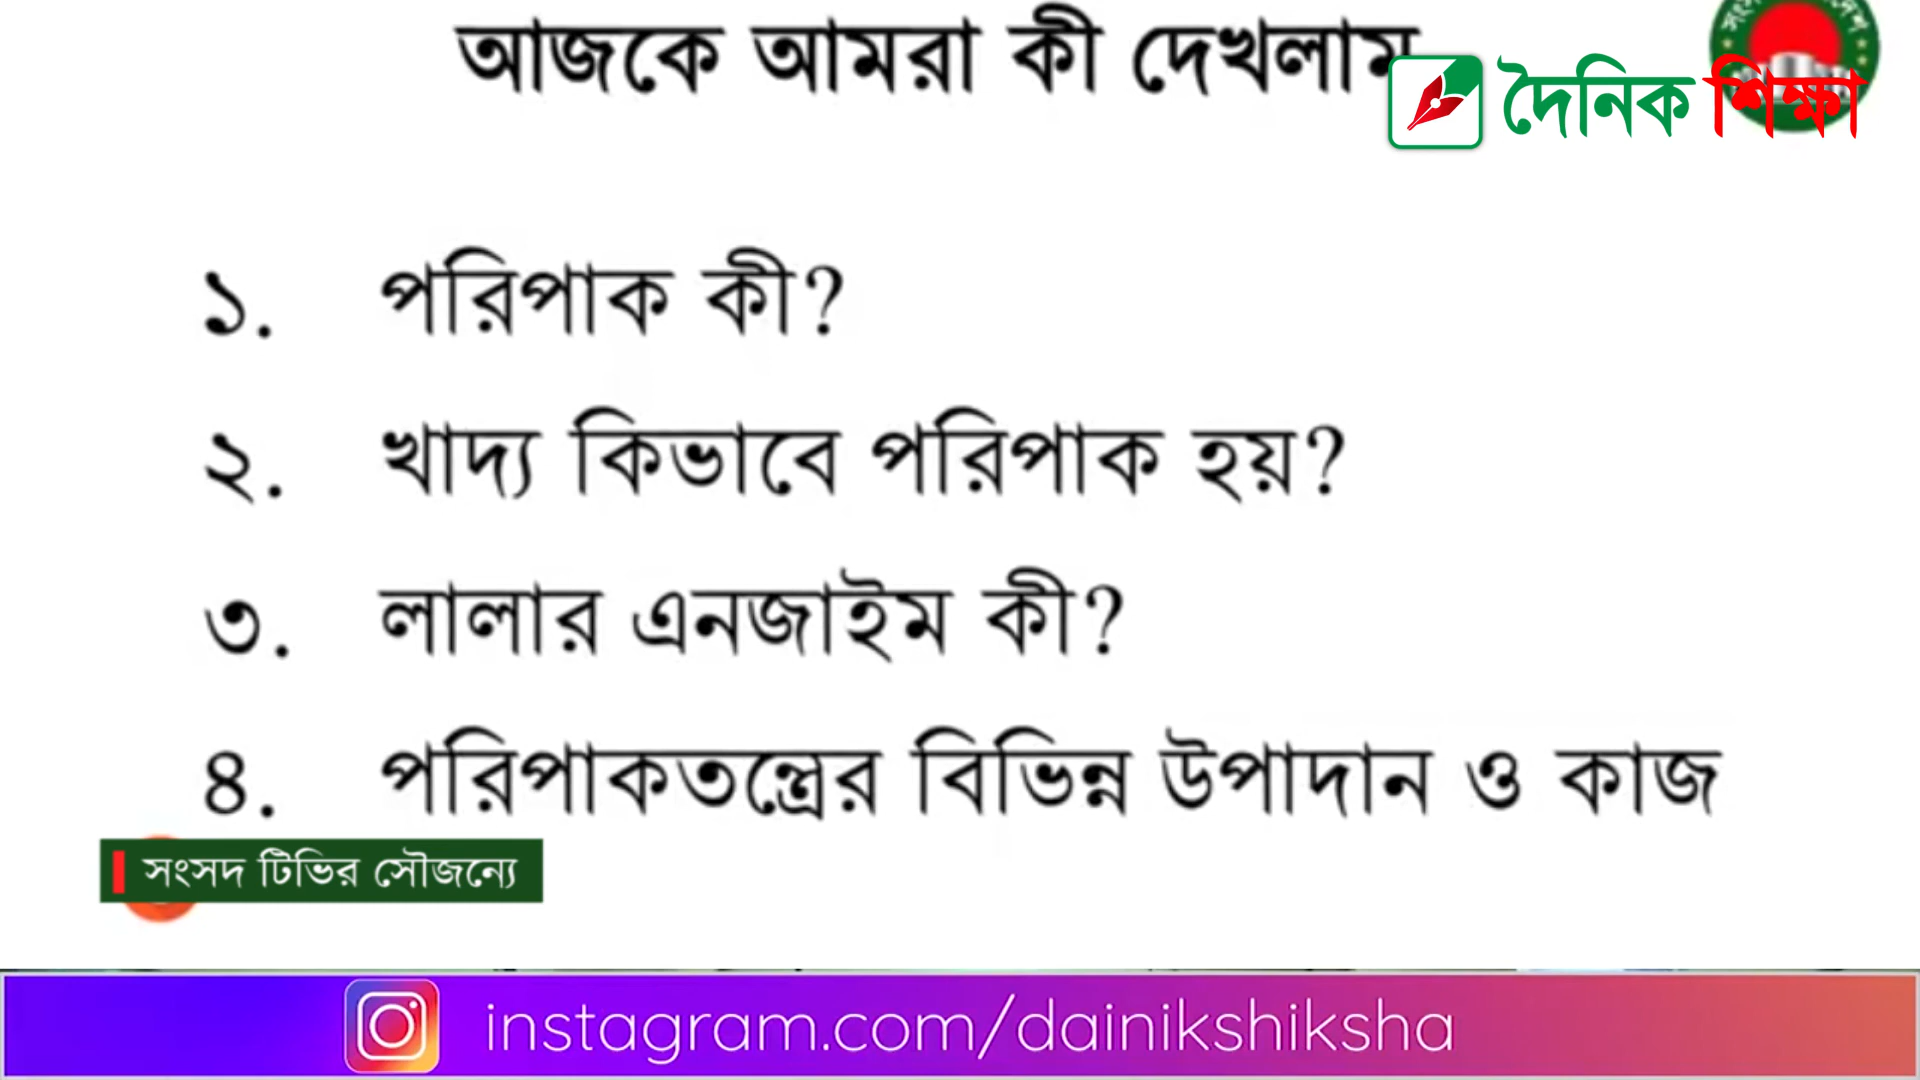 আজকে আমরা কী দেখলাম
দৈনিক শিক্ষা
১. পরিপাক কী?
২. খাদ্য কিভাবে পরিপাক হয়?
৩. লালার এনজাইম কী?
৪. পরিপাকতন্ত্রের বিভিন্ন উপাদান ও কাজ
সংসদ টিভির সৌজন্যে
instagram.com/dainikshiksha